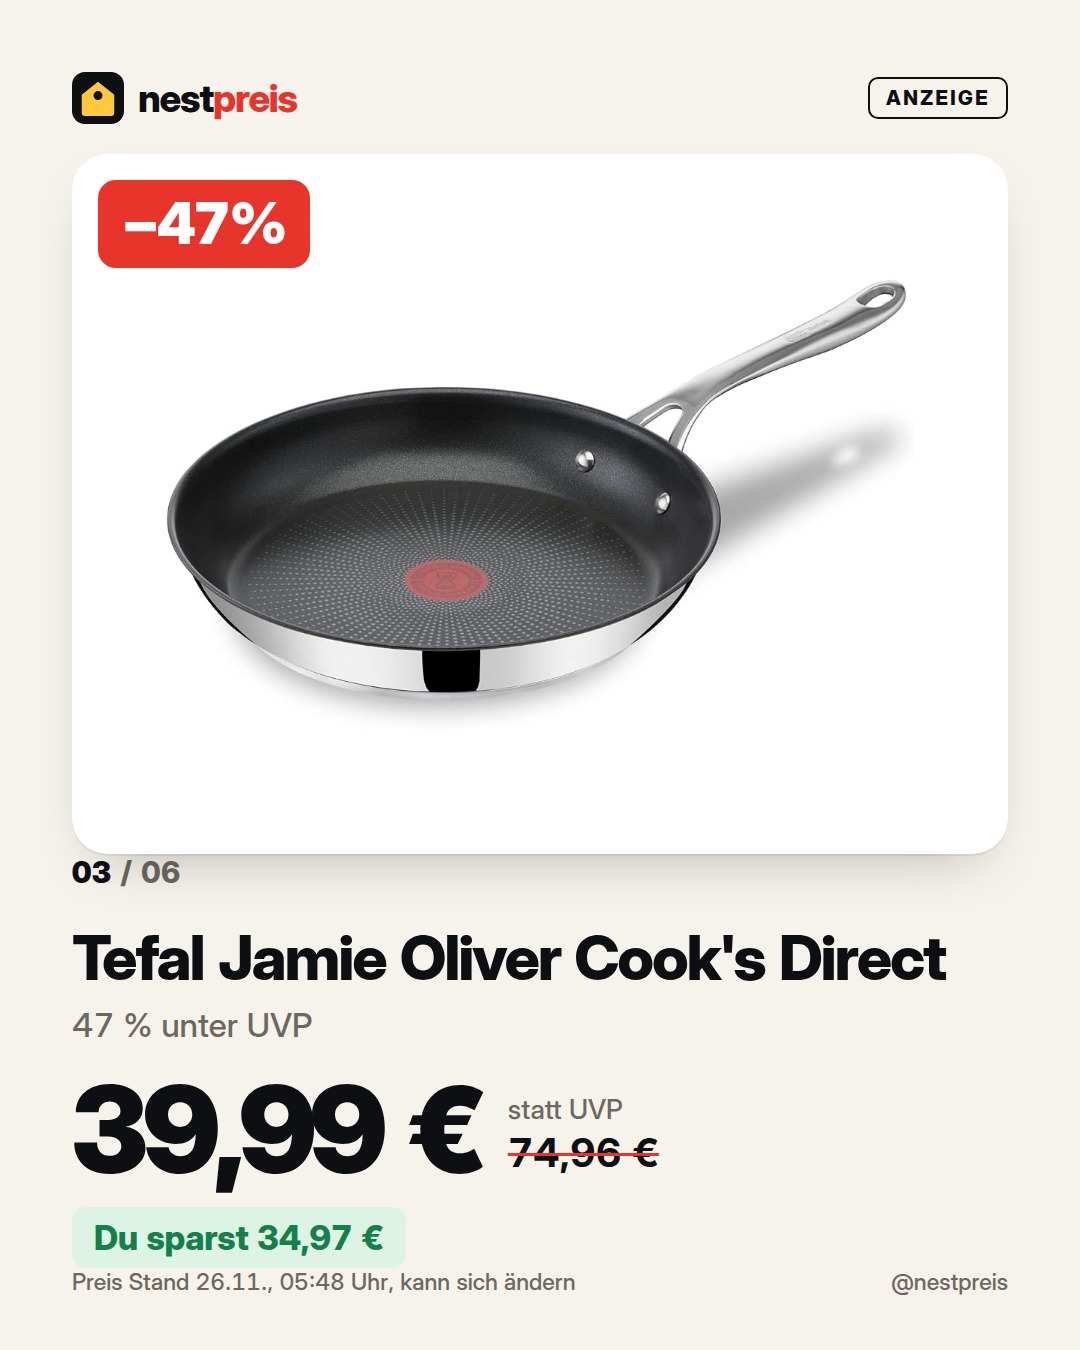 nestpreis
ANZEIGE
–47%
03 / 06
Tefal Jamie Oliver Cook's Direct
47 % unter UVP
39,99 €
statt UVP
74,96 €
Du sparst 34,97 €
Preis Stand 26.11., 05:48 Uhr, kann sich ändern
@nestpreis